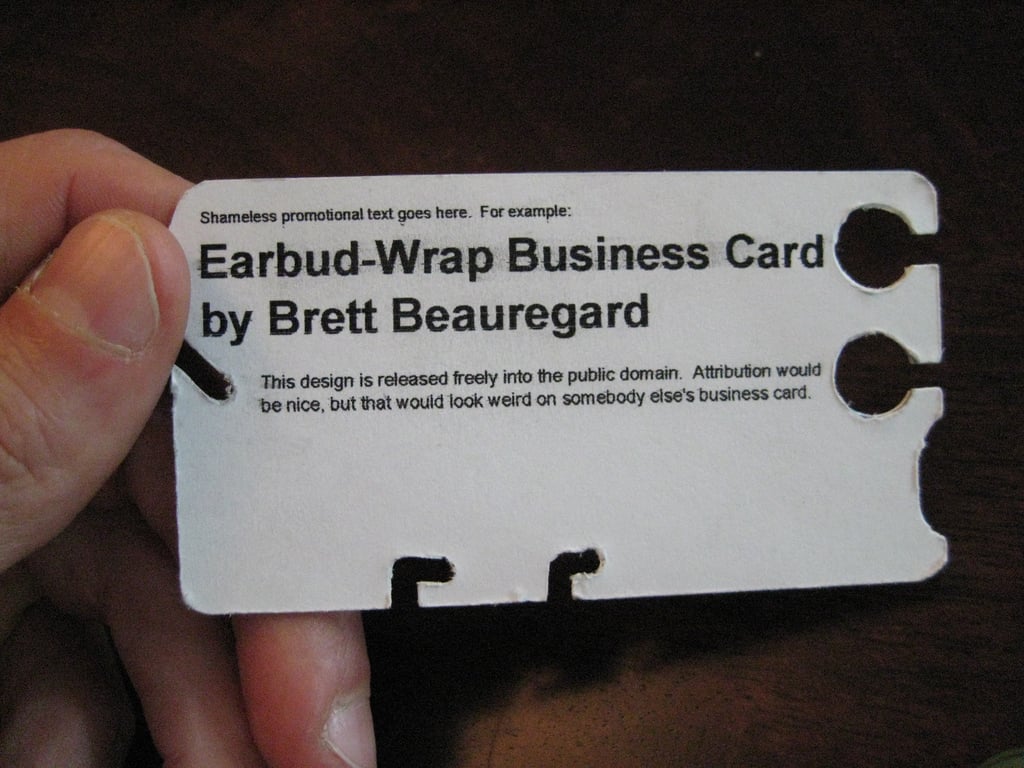 Shameless promotional text goes here. For example:
Earbud-Wrap Business Card
by Brett Beauregard
This design is released freely into the public domain. Attribution would
be nice, but that would look weird on somebody else's business card.